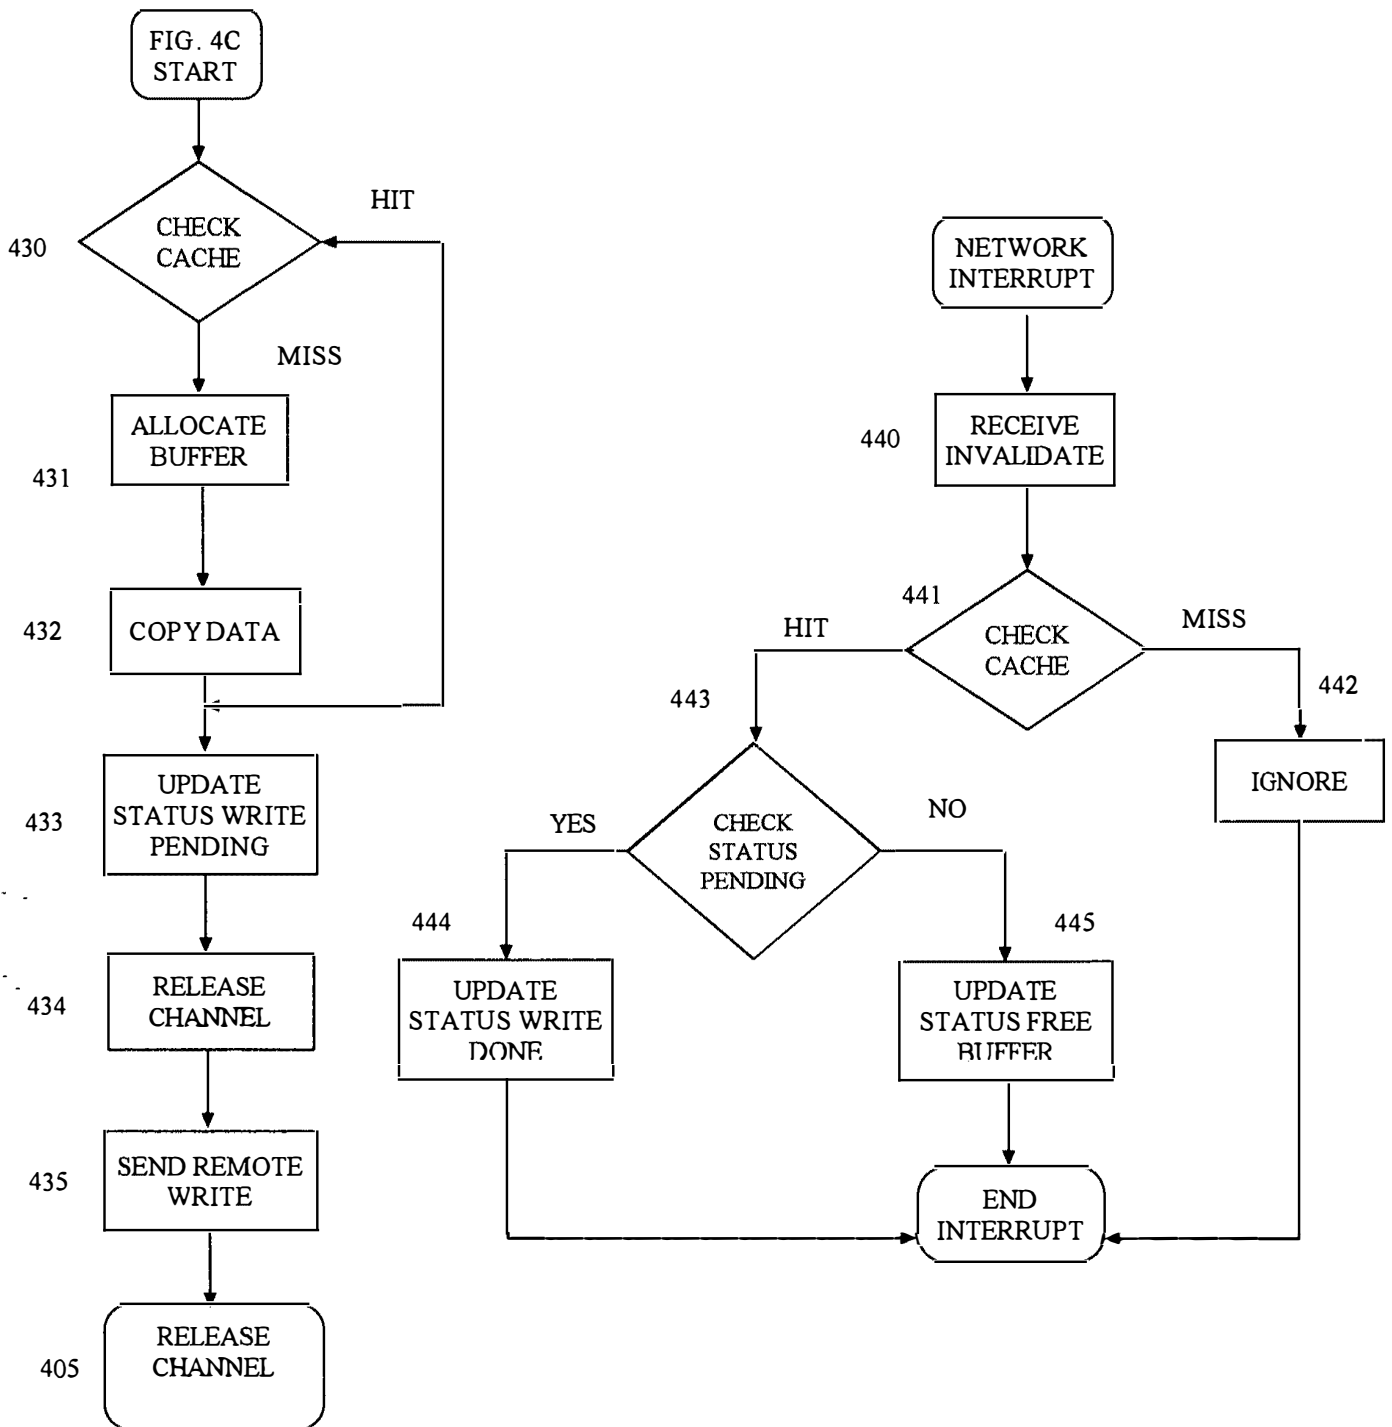 FIG. 4C
START
430
CHECK
CACHE
HIT
MISS
431
ALLOCATE
BUFFER
432
COPY DATA
433
UPDATE
STATUS WRITE
PENDING
434
RELEASE
CHANNEL
435
SEND REMOTE
WRITE
405
RELEASE
CHANNEL
NETWORK
INTERRUPT
440
RECEIVE
INVALIDATE
441
CHECK
CACHE
HIT
MISS
442
IGNORE
443
CHECK
STATUS
PENDING
YES
NO
444
UPDATE
STATUS WRITE
DONE
445
UPDATE
STATUS FREE
BUFFER
END
INTERRUPT